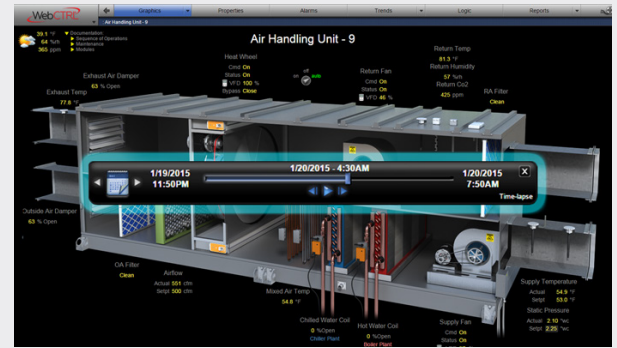 WebCTRL
Graphics
Properties
Alarms
Trends
Logic
Reports
Air Handling Unit - 9
39.1 °F
64 %rh
365 ppm
Documentation
Sequence of Operations
Maintenance
Modules
Air Handling Unit - 9
Heat Wheel
Cmd On
Status On
VFD 100 %
Bypass Close
off
on
auto
Return Fan
Cmd On
Status On
VFD 46 %
Return Temp
81.3 °F
Return Humidity
57 %rh
Return Co2
425 ppm
RA Filter
Clean
Exhaust Air Damper
63 % Open
Exhaust Temp
77.8 °F
1/19/2015
11:50PM
1/20/2015 - 4:30AM
1/20/2015
7:50AM
X
Time-lapse
Outside Air Damper
63 % Open
OA Filter
Clean
Airflow
Actual 551 cfm
Setpt 500 cfm
Mixed Air Temp
54.8 °F
Chilled Water Coil
0 %Open
Chiller Plant
Hot Water Coil
0 %Open
Boiler Plant
Supply Fan
Cmd On
Status On
Supply Temperature
Actual 54.9 °F
Setpt 53.0 °F
Static Pressure
Actual 2.10 "wc
Setpt 2.25 "wc